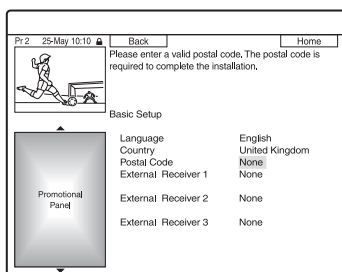 Pr 2 25-May 10:10 Back Home
Please enter a valid postal code. The postal code is
required to complete the installation.
Basic Setup
Language English
Country United Kingdom
Postal Code None
External Receiver 1 None
External Receiver 2 None
External Receiver 3 None
Promotional
Panel